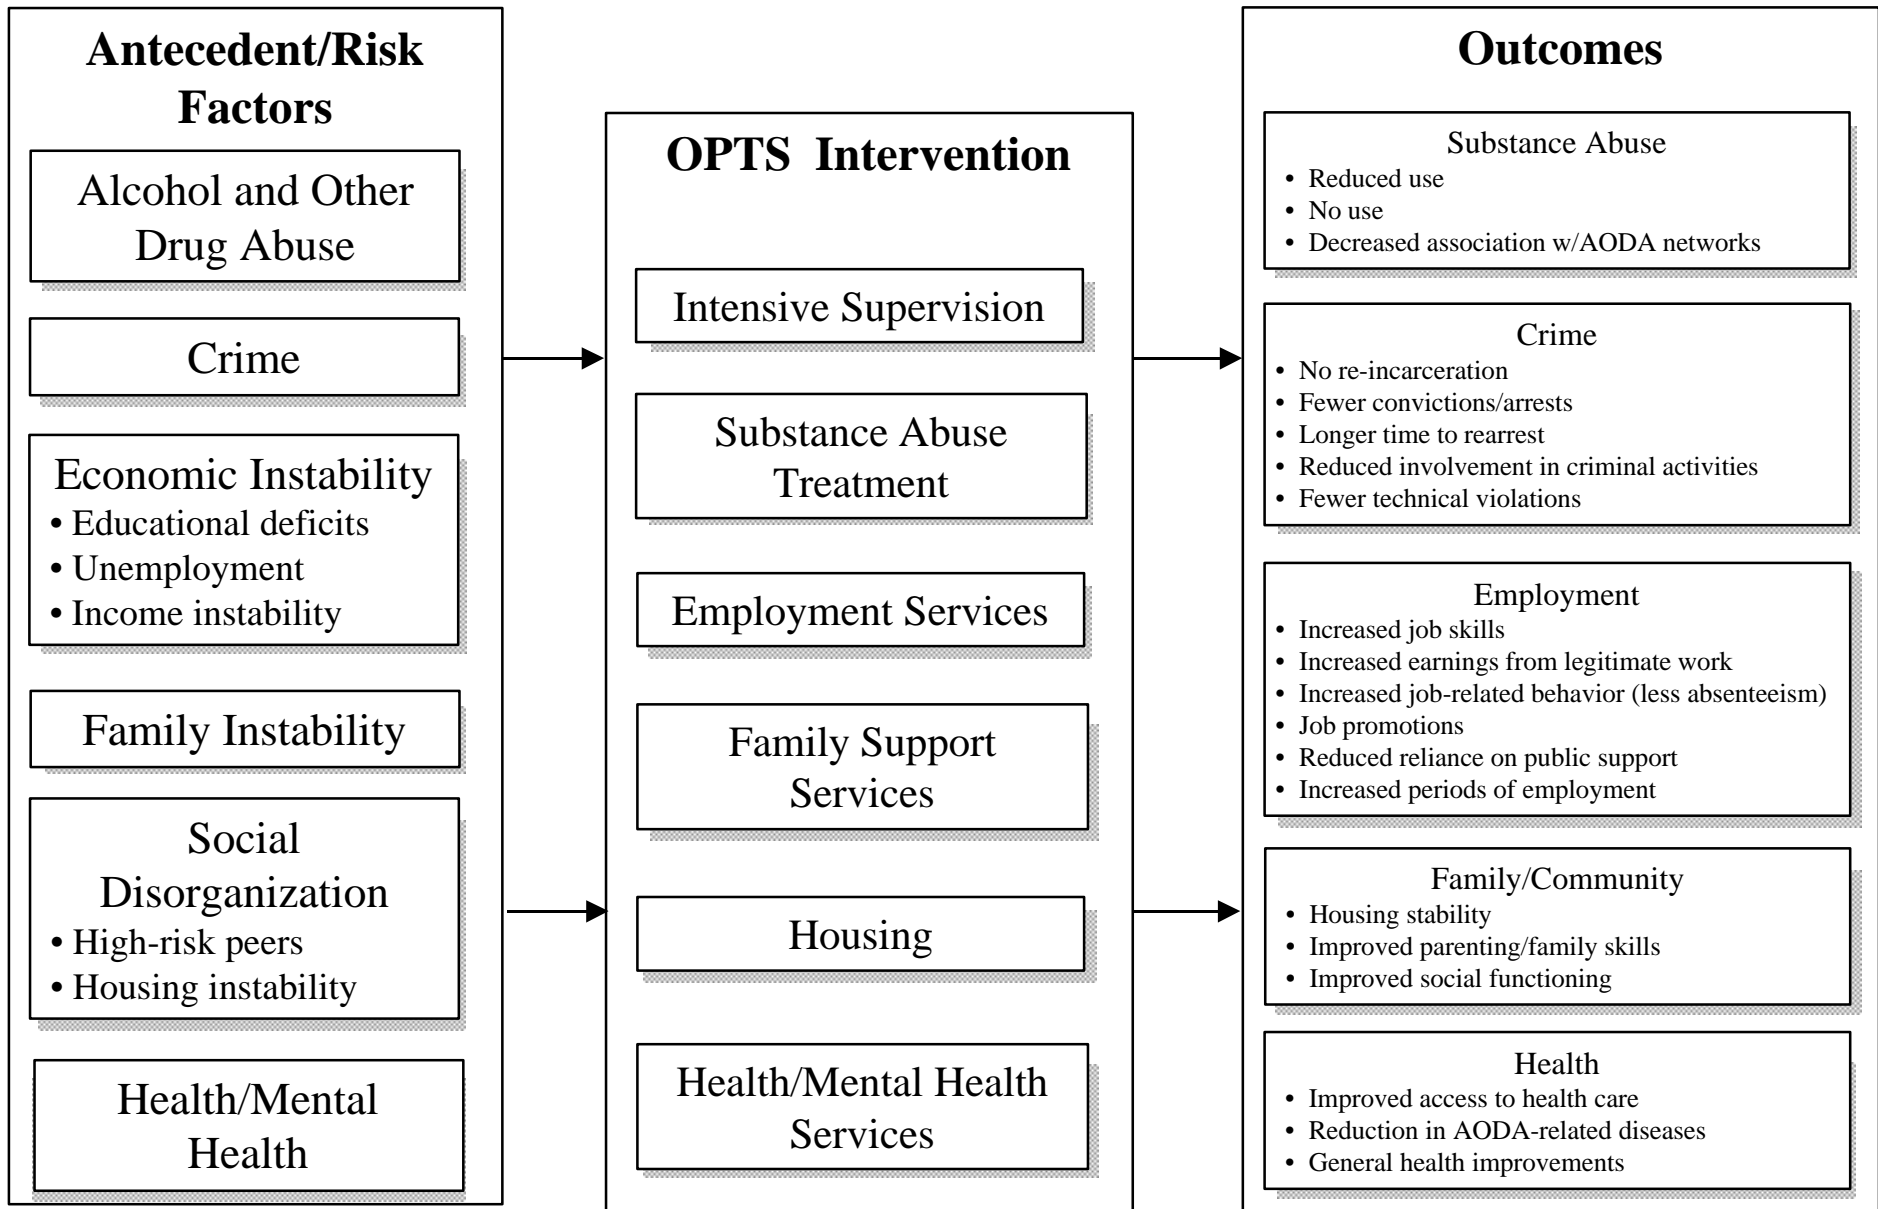 Antecedent/Risk
Factors
Alcohol and Other
Drug Abuse
Crime
Economic Instability
• Educational deficits
• Unemployment
• Income instability
Family Instability
Social
Disorganization
• High-risk peers
• Housing instability
Health/Mental
Health
OPTS Intervention
Intensive Supervision
Substance Abuse
Treatment
Employment Services
Family Support
Services
Housing
Health/Mental Health
Services
Outcomes
Substance Abuse
• Reduced use
• No use
• Decreased association w/AODA networks
Crime
• No re-incarceration
• Fewer convictions/arrests
• Longer time to rearrest
• Reduced involvement in criminal activities
• Fewer technical violations
Employment
• Increased job skills
• Increased earnings from legitimate work
• Increased job-related behavior (less absenteeism)
• Job promotions
• Reduced reliance on public support
• Increased periods of employment
Family/Community
• Housing stability
• Improved parenting/family skills
• Improved social functioning
Health
• Improved access to health care
• Reduction in AODA-related diseases
• General health improvements